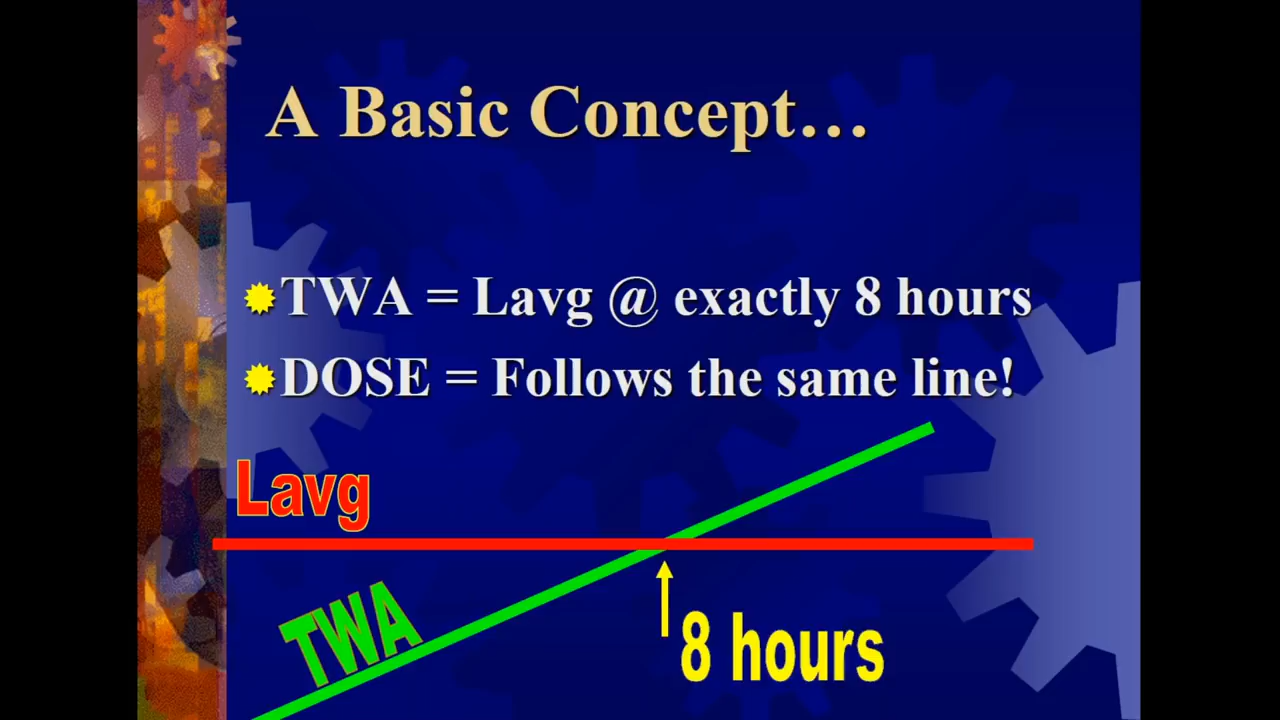 A Basic Concept…
TWA = Lavg @ exactly 8 hours
DOSE = Follows the same line!
Lavg
TWA
8 hours